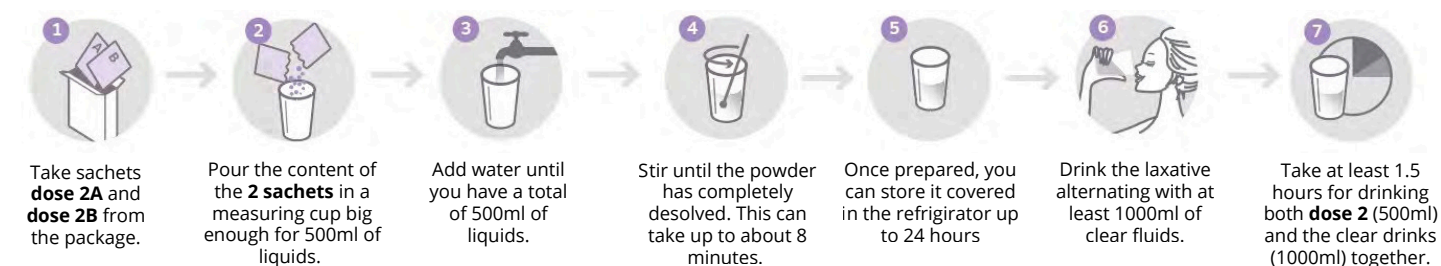 1
A
B
Take sachets
dose 2A and
dose 2B from
the package.
2
Pour the content of
the 2 sachets in a
measuring cup big
enough for 500ml of
liquids.
3
Add water until
you have a total
of 500ml of
liquids.
4
Stir until the powder
has completely
desolved. This can
take up to about 8
minutes.
5
Once prepared, you
can store it covered
in the refrigirator up
to 24 hours
6
Drink the laxative
alternating with at
least 1000ml of
clear fluids.
7
Take at least 1.5
hours for drinking
both dose 2 (500ml)
and the clear drinks
(1000ml) together.